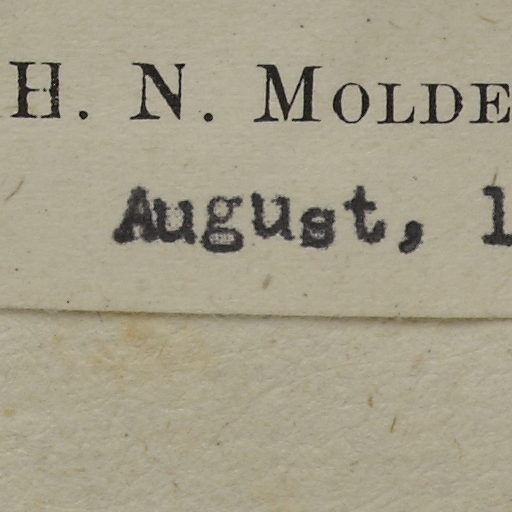 H. N. MOLDE
August, 1